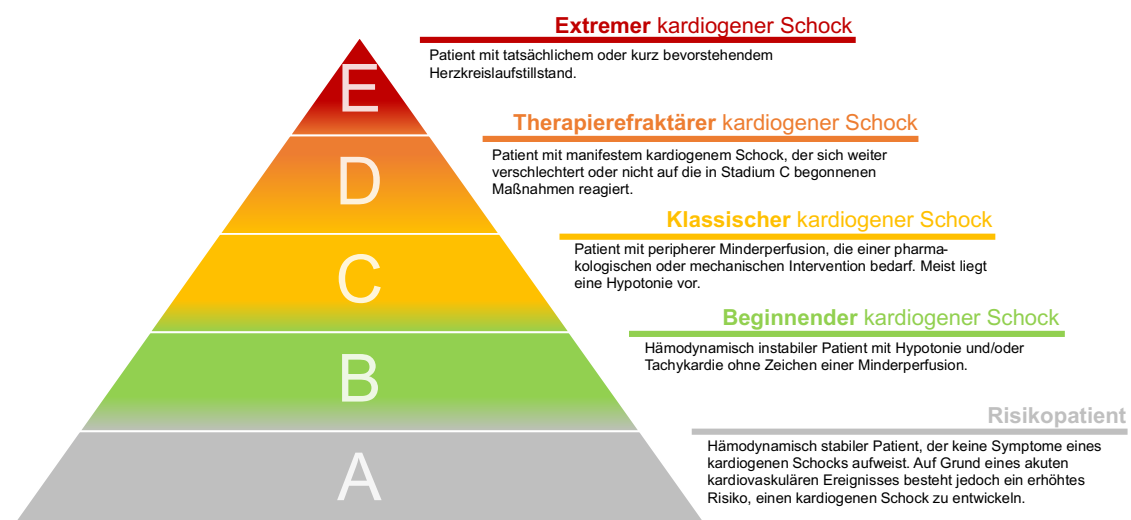 Extremer kardiogener Schock
Patient mit tatsächlichem oder kurz bevorstehendem
Herzkreislaufstillstand.
E
Therapierefraktärer kardiogener Schock
Patient mit manifestem kardiogenem Schock, der sich weiter
verschlechtert oder nicht auf die in Stadium C begonnenen
Maßnahmen reagiert.
D
Klassischer kardiogener Schock
Patient mit peripherer Minderperfusion, die einer pharma-
kologischen oder mechanischen Intervention bedarf. Meist liegt
eine Hypotonie vor.
C
Beginnender kardiogener Schock
Hämodynamisch instabiler Patient mit Hypotonie und/oder
Tachykardie ohne Zeichen einer Minderperfusion.
B
Risikopatient
Hämodynamisch stabiler Patient, der keine Symptome eines
kardiogenen Schocks aufweist. Auf Grund eines akuten
kardiovaskulären Ereignisses besteht jedoch ein erhöhtes
Risiko, einen kardiogenen Schock zu entwickeln.
A